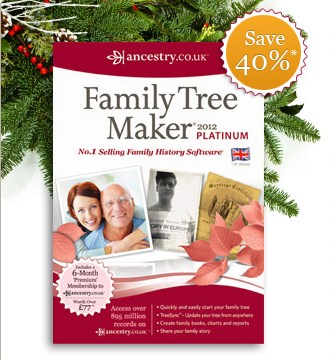 Save
40%*
ancestry.co.uk
Family Tree
Maker® 2012
PLATINUM
No.1 Selling Family History Software
Includes a
6-Month
'Premium'
Membership to
ancestry.co.uk
Worth Over
£77
Access over
895 million
records on
ancestry.co.uk
• Quickly and easily start your family tree
• TreeSync™ - Update your tree from anywhere
• Create family books, charts and reports
• Share your family story